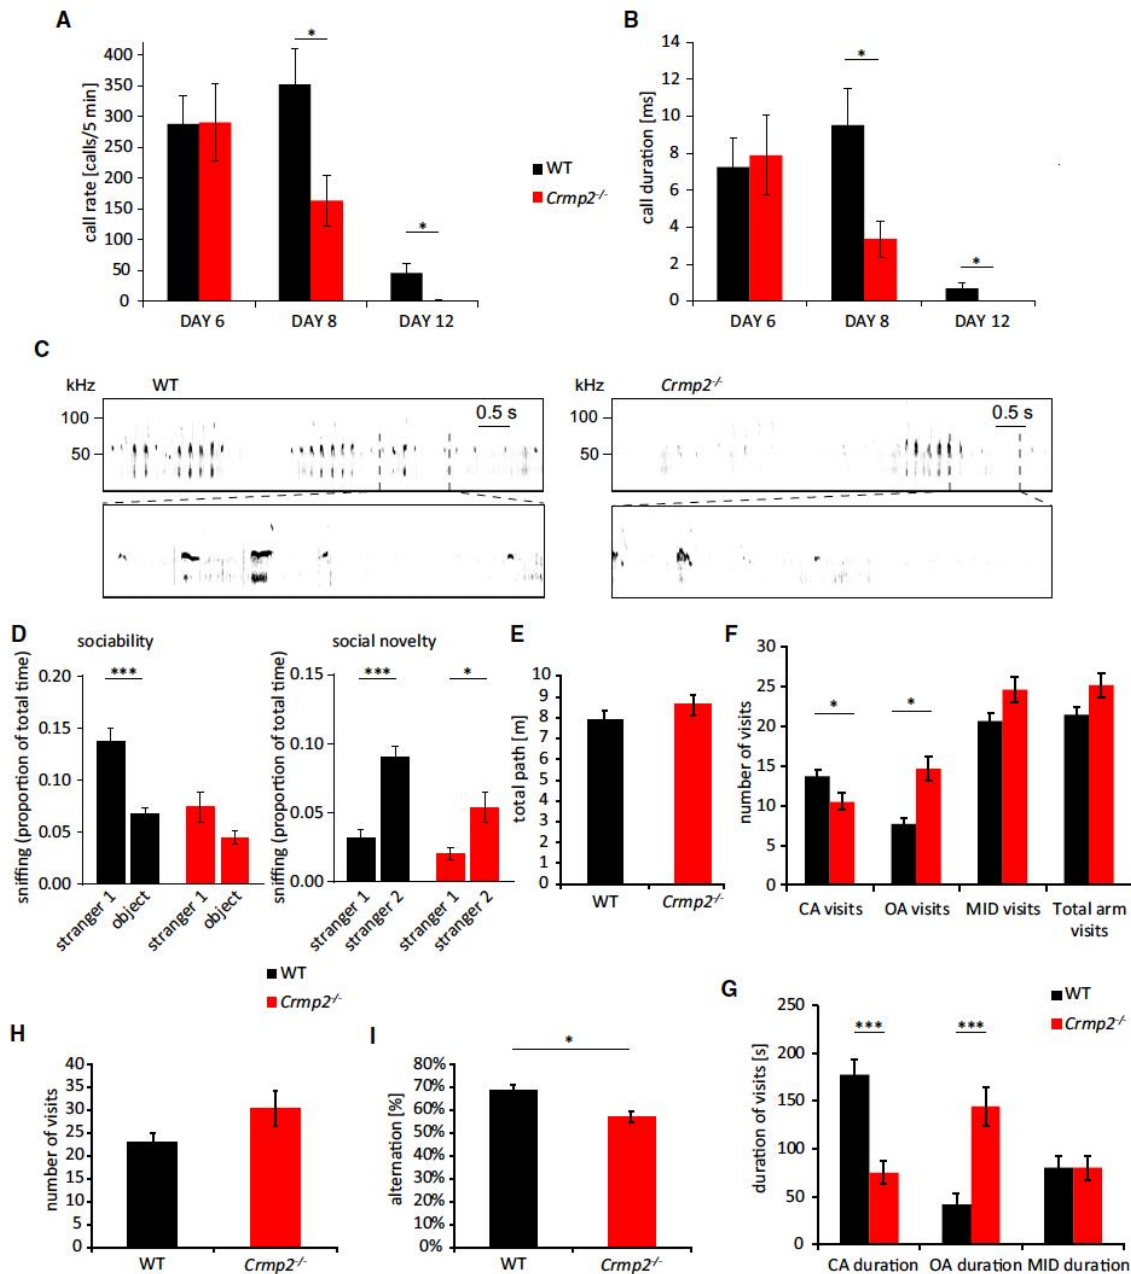 A
call rate [calls/5 min]
400
350
300
250
200
150
100
50
0
*
*
DAY 6
DAY 8
DAY 12
WT
Crmp2-/-
B
call duration [ms]
14
12
10
8
6
4
2
0
*
*
DAY 6
DAY 8
DAY 12
C
kHz
WT
100
50
0.5 s
kHz
Crmp2-/-
100
50
0.5 s
D
sociability
sniffing (proportion of total time)
0.20
0.15
0.10
0.05
0.00
***
stranger 1
object
stranger 1
object
social novelty
sniffing (proportion of total time)
0.15
0.10
0.05
0.00
***
*
stranger 1
stranger 2
stranger 1
stranger 2
WT
Crmp2-/-
E
total path [m]
10
9
8
7
6
5
4
3
2
1
0
WT
Crmp2-/-
F
number of visits
30
25
20
15
10
5
0
*
*
CA visits
OA visits
MID visits
Total arm
visits
H
number of visits
40
35
30
25
20
15
10
5
0
WT
Crmp2-/-
I
alternation [%]
80%
70%
60%
50%
40%
30%
20%
10%
0%
*
WT
Crmp2-/-
G
WT
Crmp2-/-
duration of visits [s]
250
200
150
100
50
0
***
***
CA duration
OA duration
MID duration